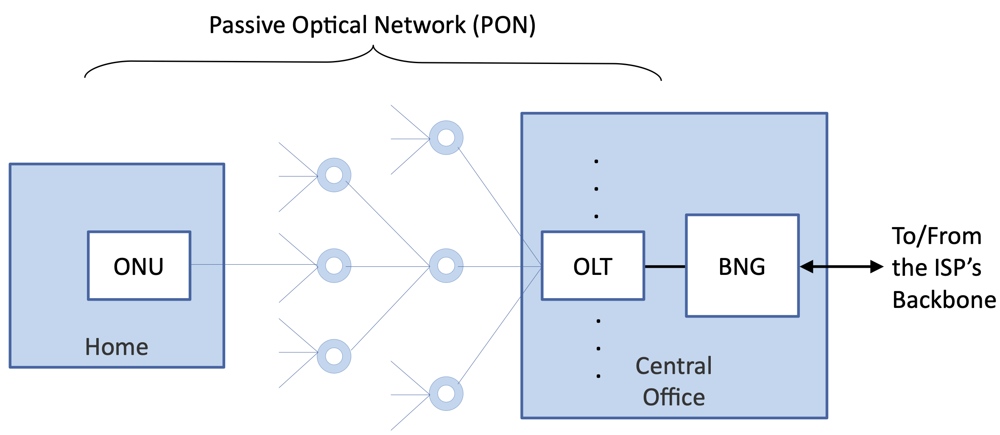 Passive Optical Network (PON)
ONU
Home
OLT
BNG
Central
Office
To/From
the ISP’s
Backbone